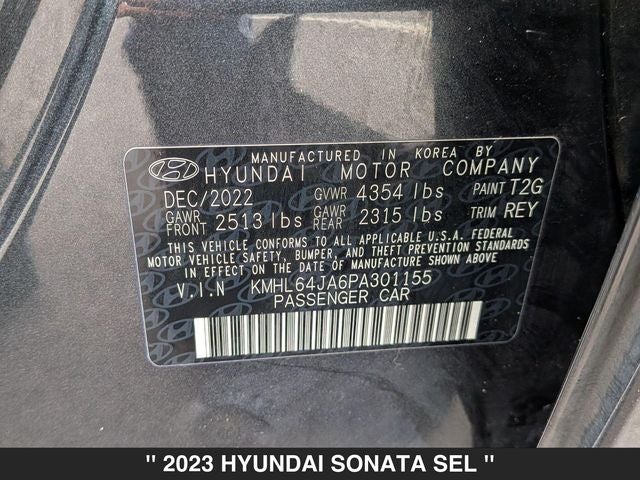 MANUFACTURED IN KOREA BY
HYUNDAI MOTOR COMPANY
DEC/2022 GVWR 4354 lbs PAINT T2G
GAWR FRONT 2513 lbs GAWR REAR 2315 lbs TRIM REY
THIS VEHICLE CONFORMS TO ALL APPLICABLE U.S.A. FEDERAL
MOTOR VEHICLE SAFETY, BUMPER, AND THEFT PREVENTION STANDARDS
IN EFFECT ON THE DATE OF MANUFACTURE SHOWN ABOVE
V.I.N KMHL64JA6PA301155
PASSENGER CAR
" 2023 HYUNDAI SONATA SEL "